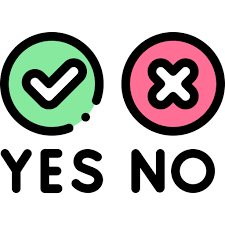 YES NO